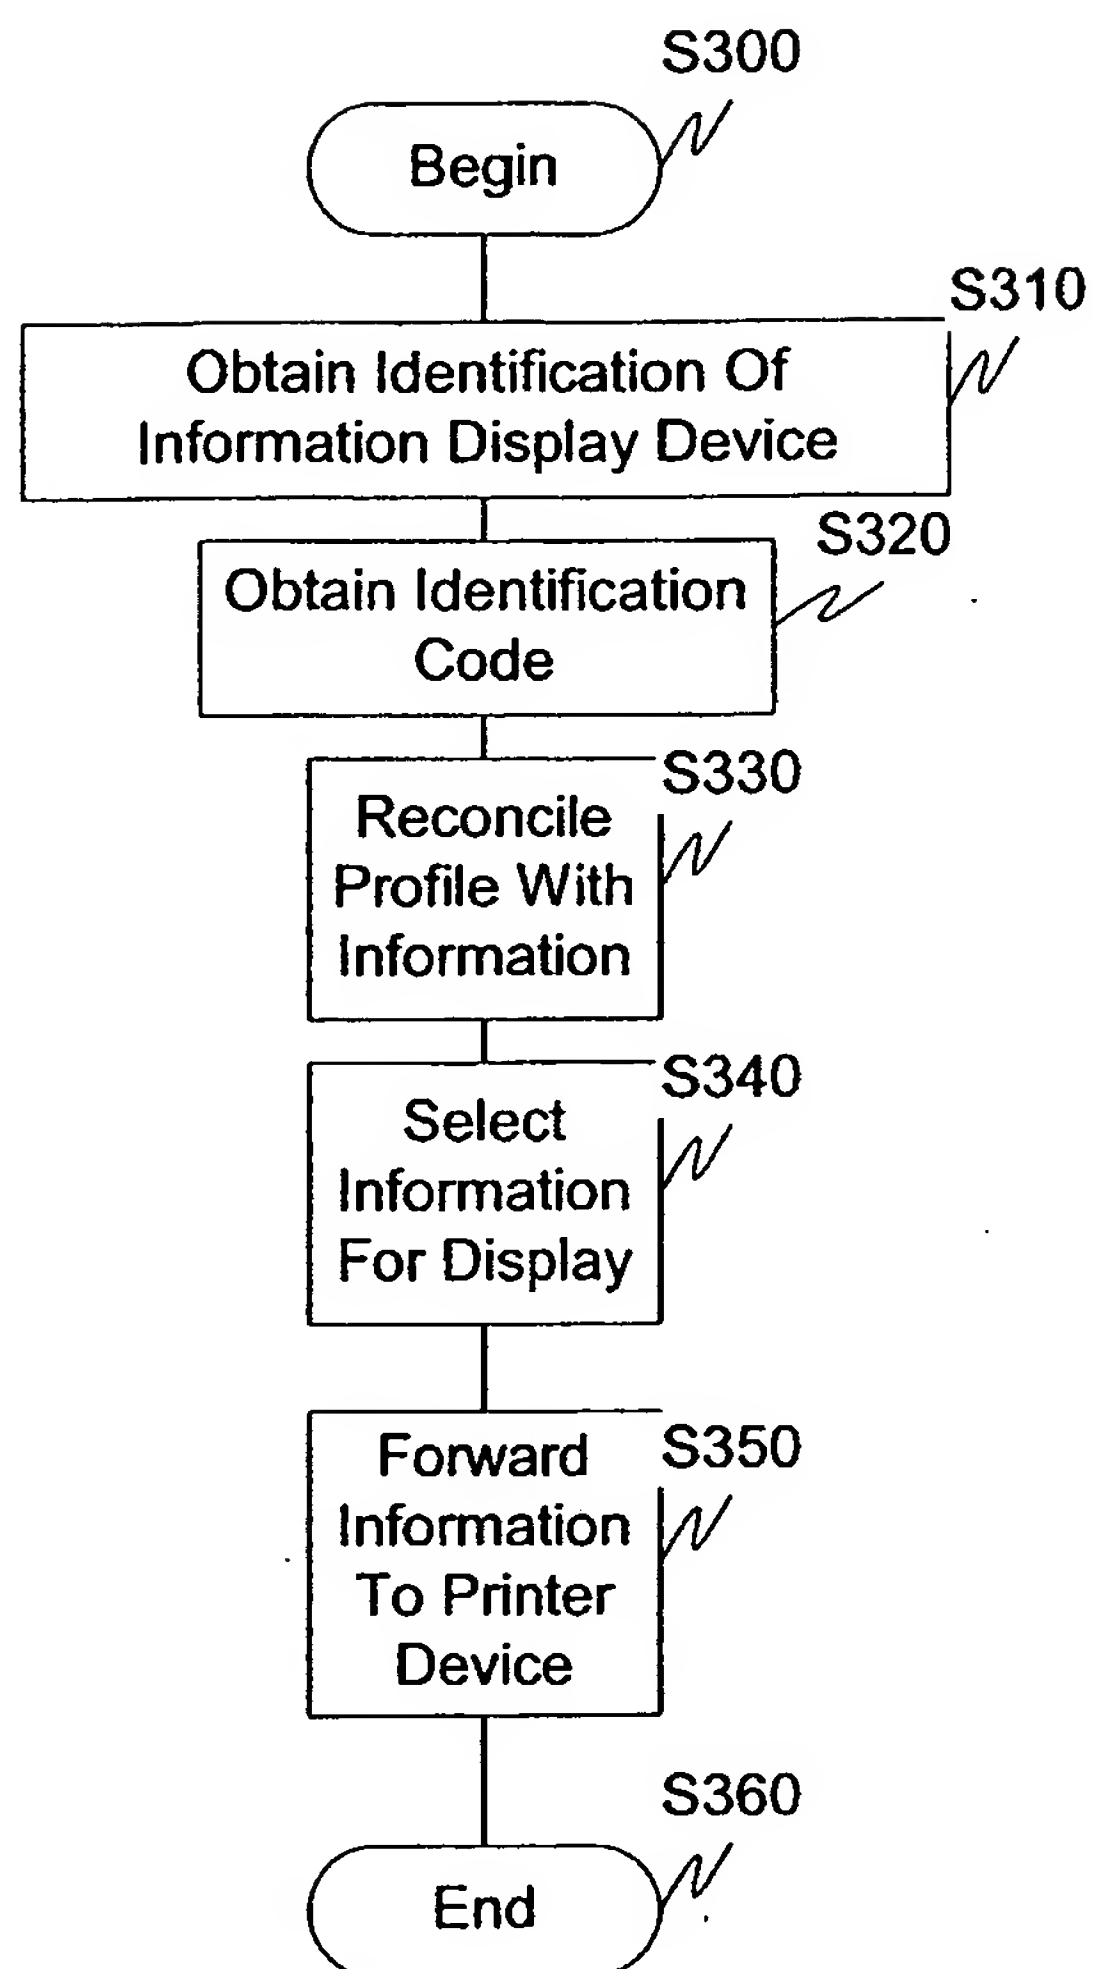 S300
Begin
S310
Obtain Identification Of
Information Display Device
S320
Obtain Identification
Code
S330
Reconcile
Profile With
Information
S340
Select
Information
For Display
S350
Forward
Information
To Printer
Device
S360
End